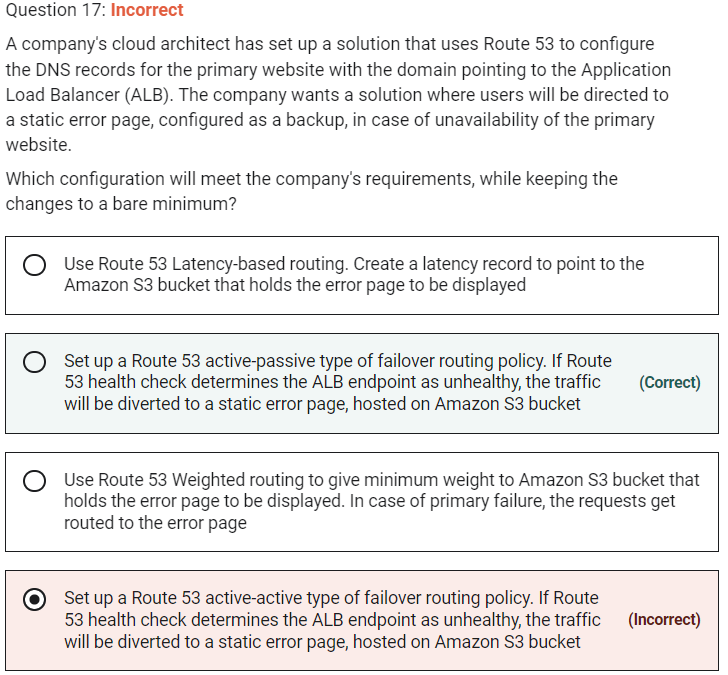 Question 17: Incorrect
A company's cloud architect has set up a solution that uses Route 53 to configure
the DNS records for the primary website with the domain pointing to the Application
Load Balancer (ALB). The company wants a solution where users will be directed to
a static error page, configured as a backup, in case of unavailability of the primary
website.
Which configuration will meet the company's requirements, while keeping the
changes to a bare minimum?
Use Route 53 Latency-based routing. Create a latency record to point to the
Amazon S3 bucket that holds the error page to be displayed
Set up a Route 53 active-passive type of failover routing policy. If Route
53 health check determines the ALB endpoint as unhealthy, the traffic
will be diverted to a static error page, hosted on Amazon S3 bucket
(Correct)
Use Route 53 Weighted routing to give minimum weight to Amazon S3 bucket that
holds the error page to be displayed. In case of primary failure, the requests get
routed to the error page
Set up a Route 53 active-active type of failover routing policy. If Route
53 health check determines the ALB endpoint as unhealthy, the traffic
will be diverted to a static error page, hosted on Amazon S3 bucket
(Incorrect)